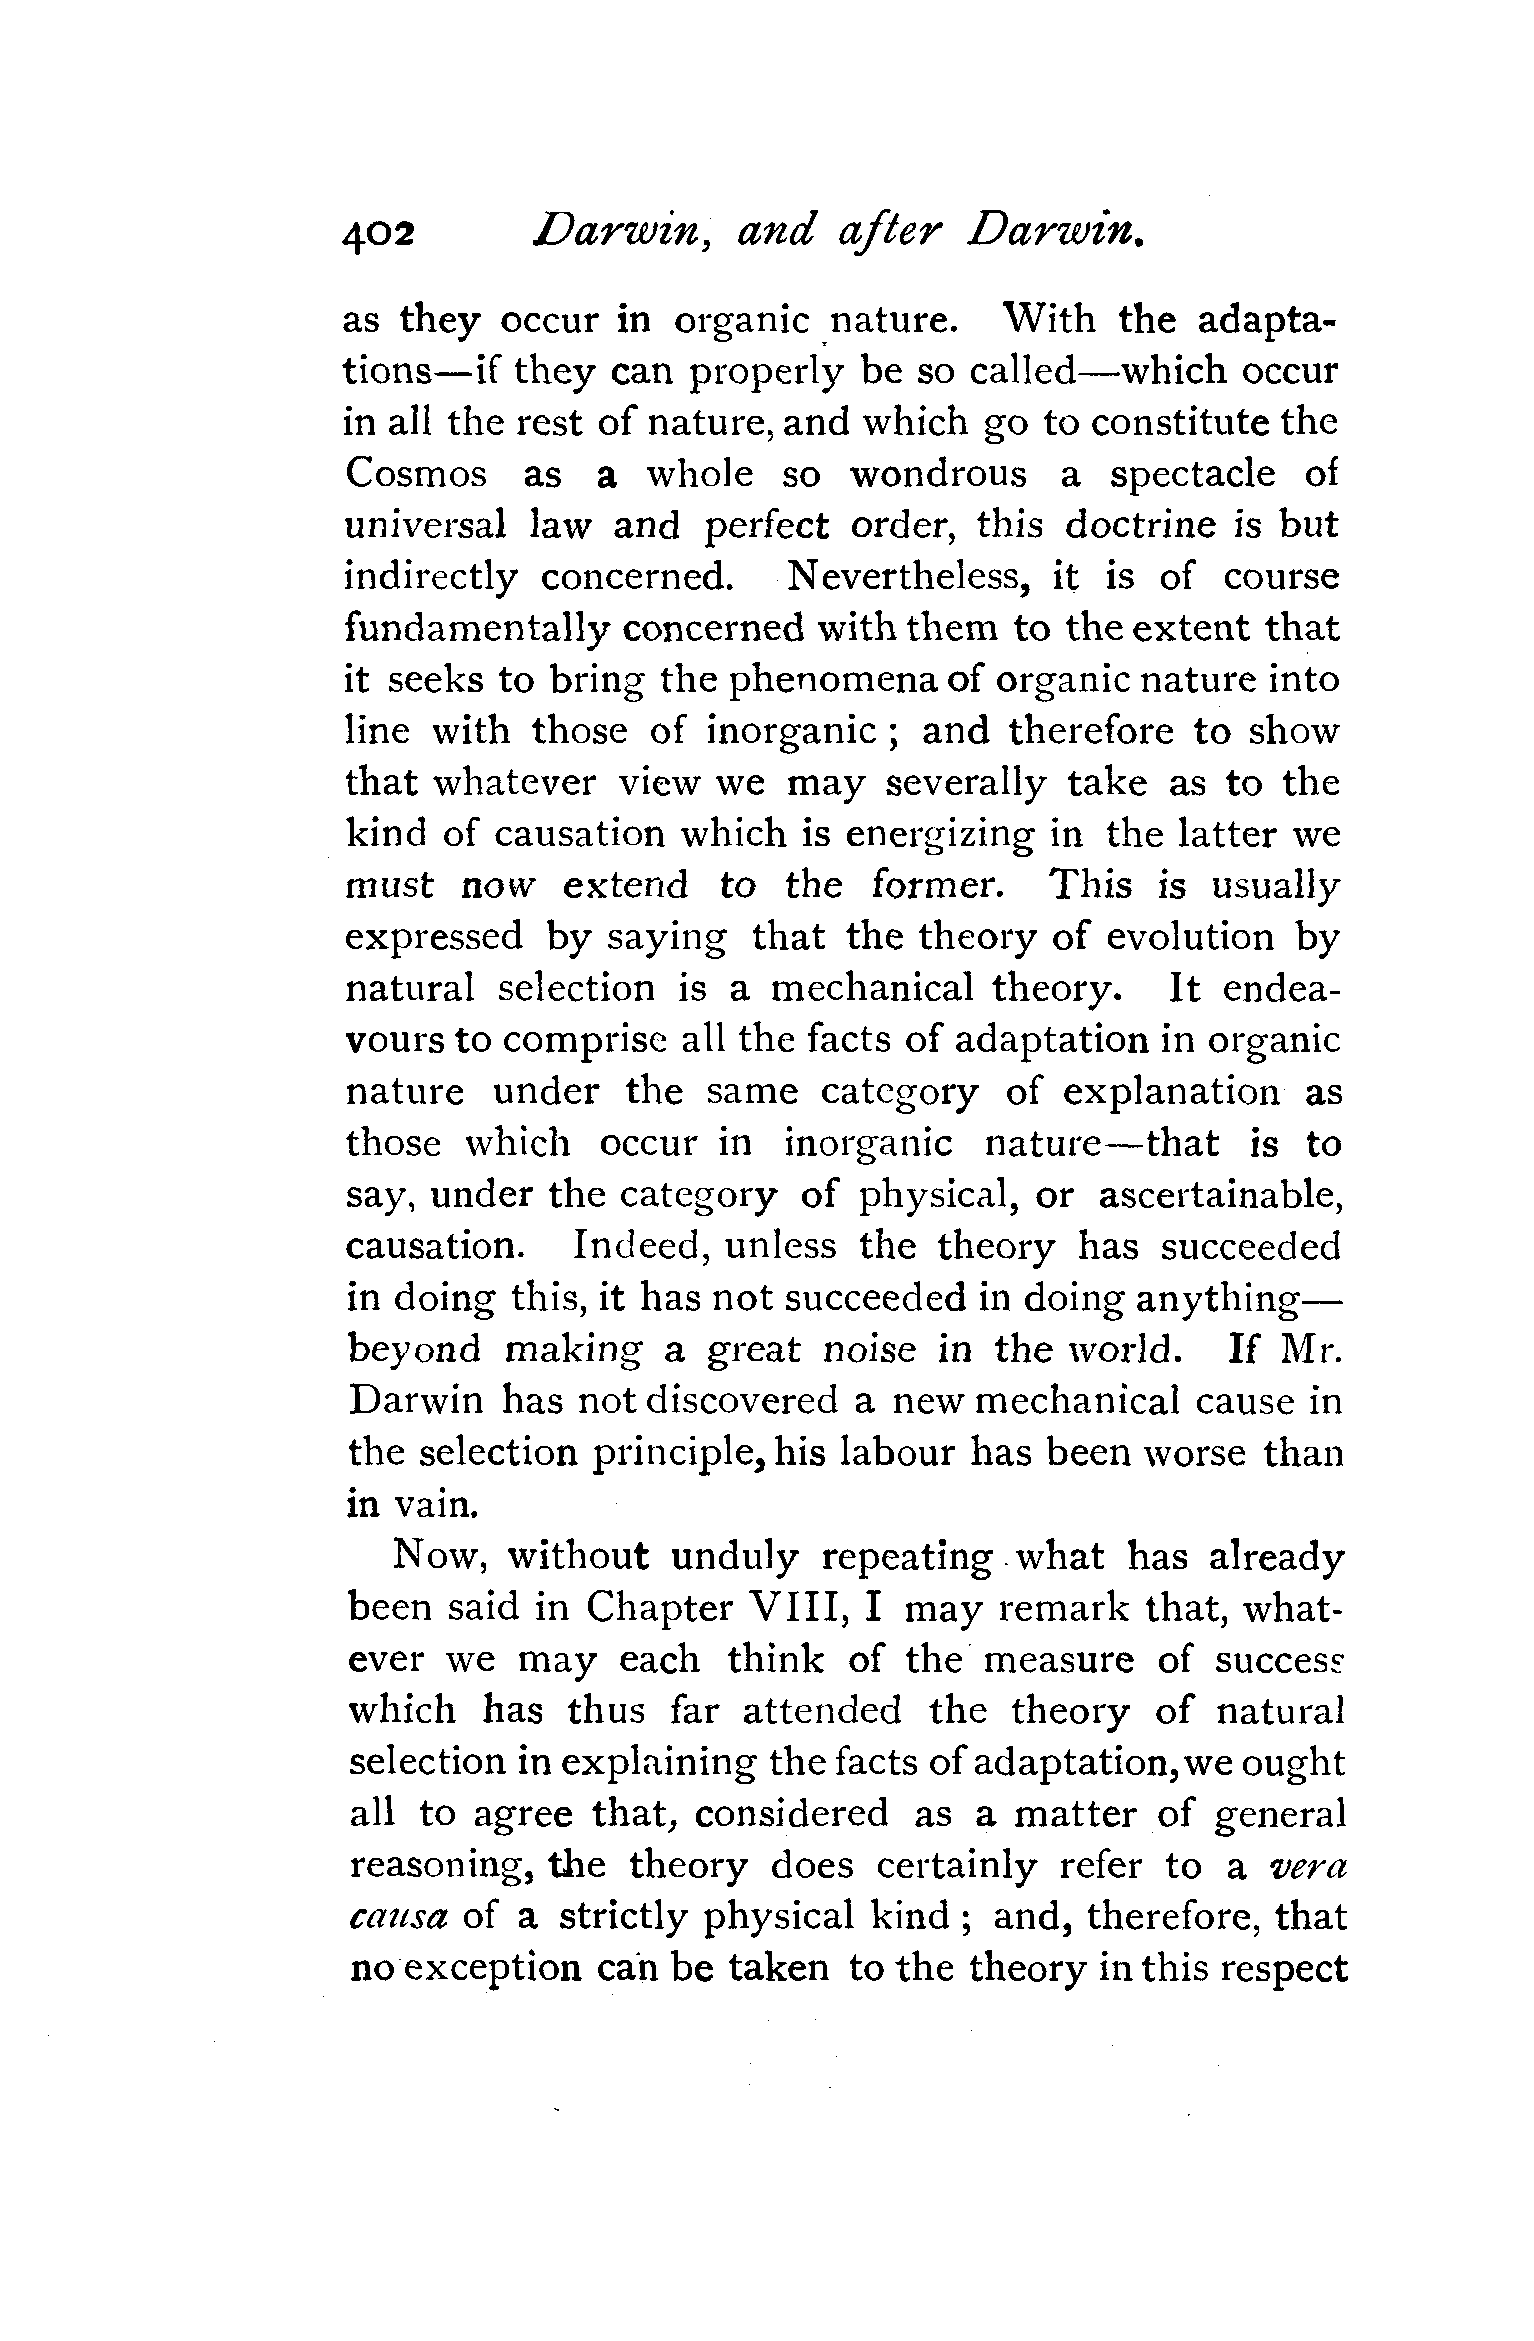 402 Darwin, and after Darwin.
as they occur in organic nature. With the adapta-
tions—if they can properly be so called—which occur
in all the rest of nature, and which go to constitute the
Cosmos as a whole so wondrous a spectacle of
universal law and perfect order, this doctrine is but
indirectly concerned. Nevertheless, it is of course
fundamentally concerned with them to the extent that
it seeks to bring the phenomena of organic nature into
line with those of inorganic ; and therefore to show
that whatever view we may severally take as to the
kind of causation which is energizing in the latter we
must now extend to the former. This is usually
expressed by saying that the theory of evolution by
natural selection is a mechanical theory. It endea-
vours to comprise all the facts of adaptation in organic
nature under the same category of explanation as
those which occur in inorganic nature—that is to
say, under the category of physical, or ascertainable,
causation. Indeed, unless the theory has succeeded
in doing this, it has not succeeded in doing anything—
beyond making a great noise in the world. If Mr.
Darwin has not discovered a new mechanical cause in
the selection principle, his labour has been worse than
in vain.
Now, without unduly repeating what has already
been said in Chapter VIII, I may remark that, what-
ever we may each think of the measure of success
which has thus far attended the theory of natural
selection in explaining the facts of adaptation, we ought
all to agree that, considered as a matter of general
reasoning, the theory does certainly refer to a vera
causa of a strictly physical kind ; and, therefore, that
no exception can be taken to the theory in this respect